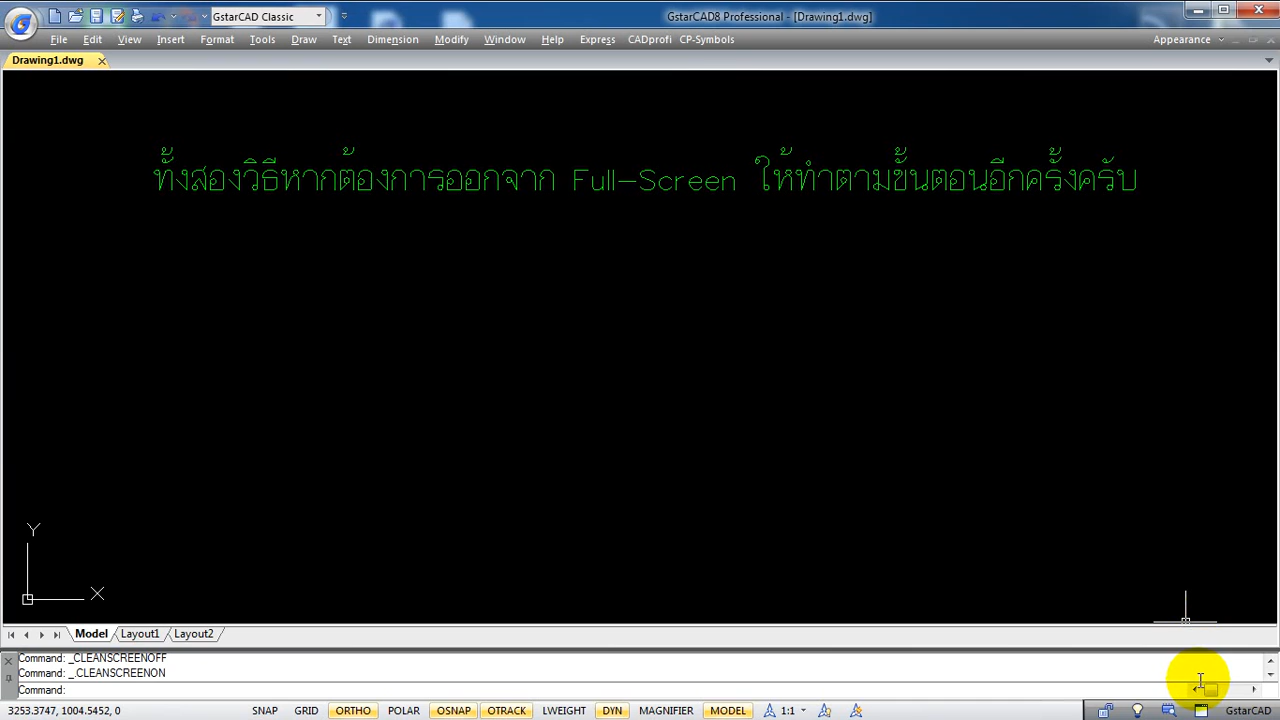 GstarCAD Classic
GstarCAD8 Professional - [Drawing1.dwg]
File Edit View Insert Format Tools Draw Text Dimension Modify Window Help Express CADprofi CP-Symbols Appearance
Drawing1.dwg
ทั้งสองวิธีหากต้องการออกจาก Full-Screen ให้ทำตามขั้นตอนอีกครั้งครับ
Y
X
Model Layout1 Layout2
Command: _CLEANSCREENOFF
Command: _.CLEANSCREENON
Command:
3253.3747, 1004.5452, 0 SNAP GRID ORTHO POLAR OSNAP OTRACK LWEIGHT DYN MAGNIFIER MODEL 1:1 GstarCAD